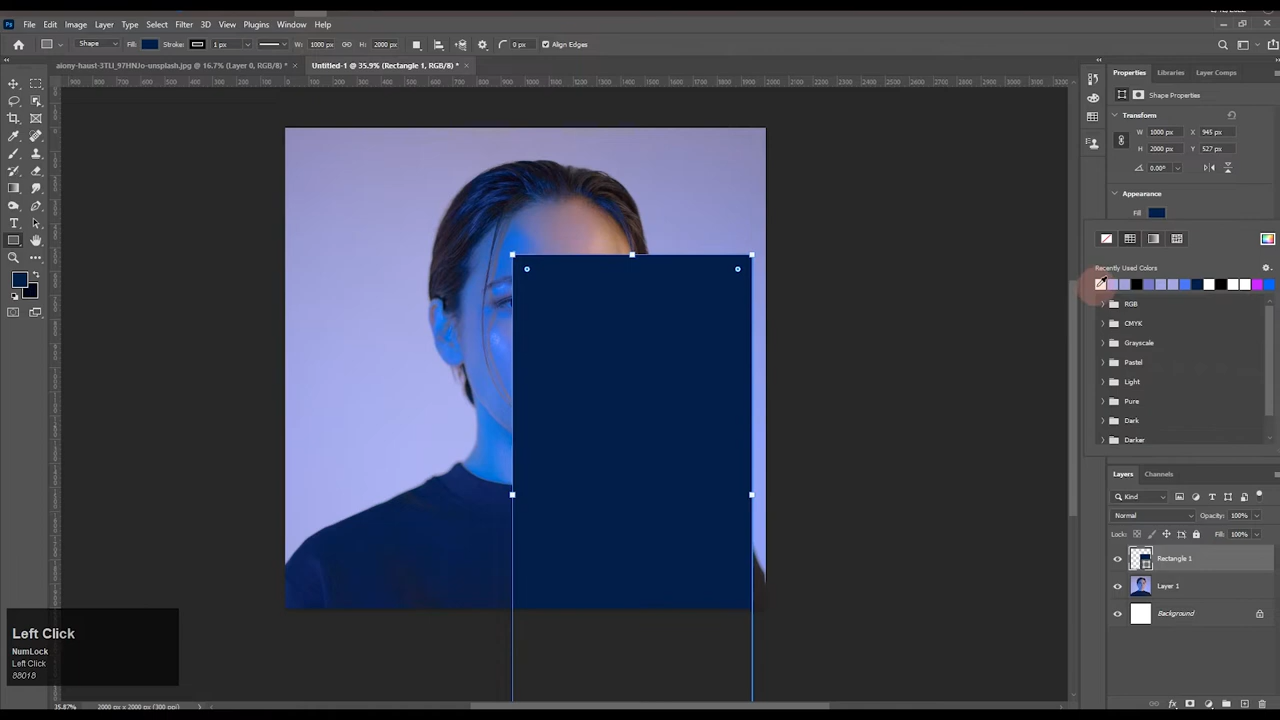 Ps File Edit Image Layer Type Select Filter 3D View Plugins Window Help
Shape Fill: Stroke: 1 px W: 1000 px H: 2000 px 0 px Align Edges
aiony-haust-3TLl_97HNJo-unsplash.jpg @ 16.7% (Layer 0, RGB/8) * × Untitled-1 @ 35.9% (Rectangle 1, RGB/8) * ×
Properties Libraries Layer Comps
Shape Properties
Transform
W 1000 px X 945 px
H 2000 px Y 527 px
0.00°
Appearance
Fill
Recently Used Colors
RGB
CMYK
Grayscale
Pastel
Light
Pure
Dark
Darker
Layers Channels
Kind
Normal Opacity: 100%
Lock: Fill: 100%
Rectangle 1
Layer 1
Background
Left Click
NumLock
Left Click
88018
35.87% 2000 px x 2000 px (300 ppi)